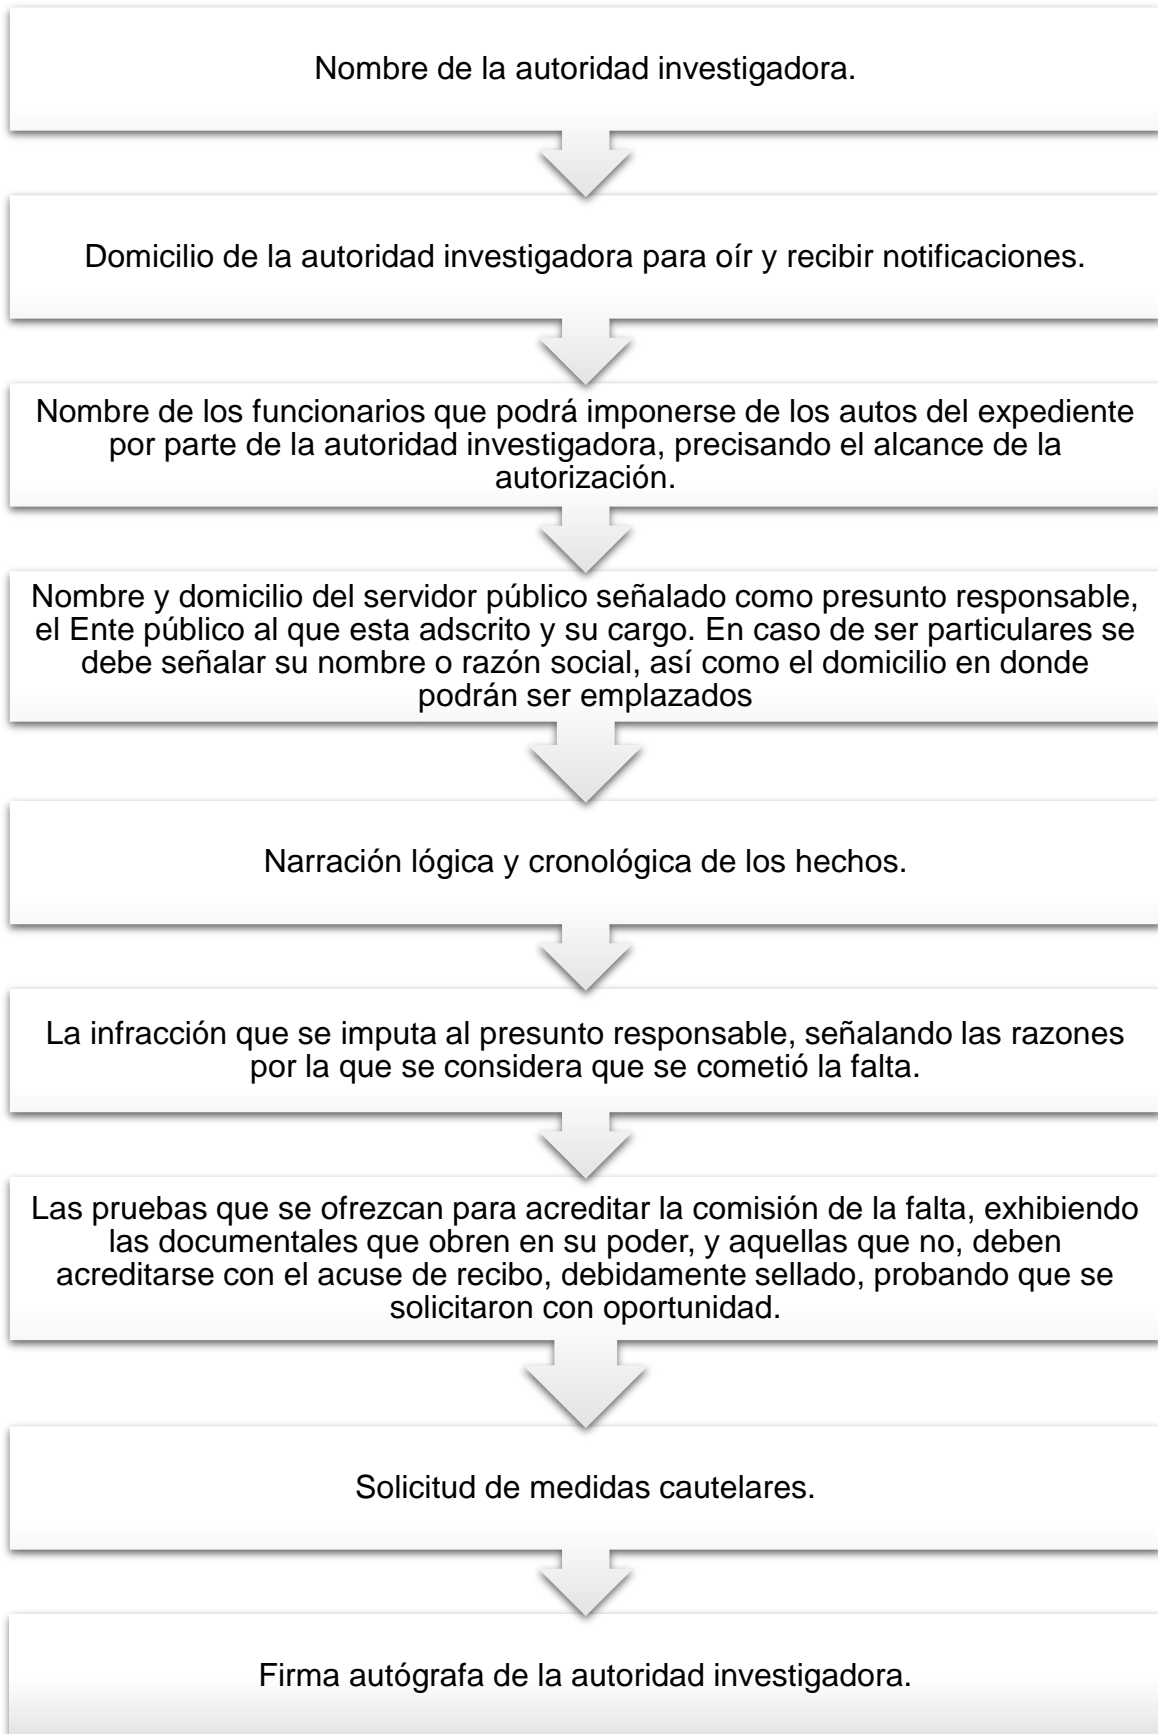 Nombre de la autoridad investigadora.
Domicilio de la autoridad investigadora para oír y recibir notificaciones.
Nombre de los funcionarios que podrá imponerse de los autos del expediente
por parte de la autoridad investigadora, precisando el alcance de la
autorización.
Nombre y domicilio del servidor público señalado como presunto responsable,
el Ente público al que esta adscrito y su cargo. En caso de ser particulares se
debe señalar su nombre o razón social, así como el domicilio en donde
podrán ser emplazados
Narración lógica y cronológica de los hechos.
La infracción que se imputa al presunto responsable, señalando las razones
por la que se considera que se cometió la falta.
Las pruebas que se ofrezcan para acreditar la comisión de la falta, exhibiendo
las documentales que obren en su poder, y aquellas que no, deben
acreditarse con el acuse de recibo, debidamente sellado, probando que se
solicitaron con oportunidad.
Solicitud de medidas cautelares.
Firma autógrafa de la autoridad investigadora.